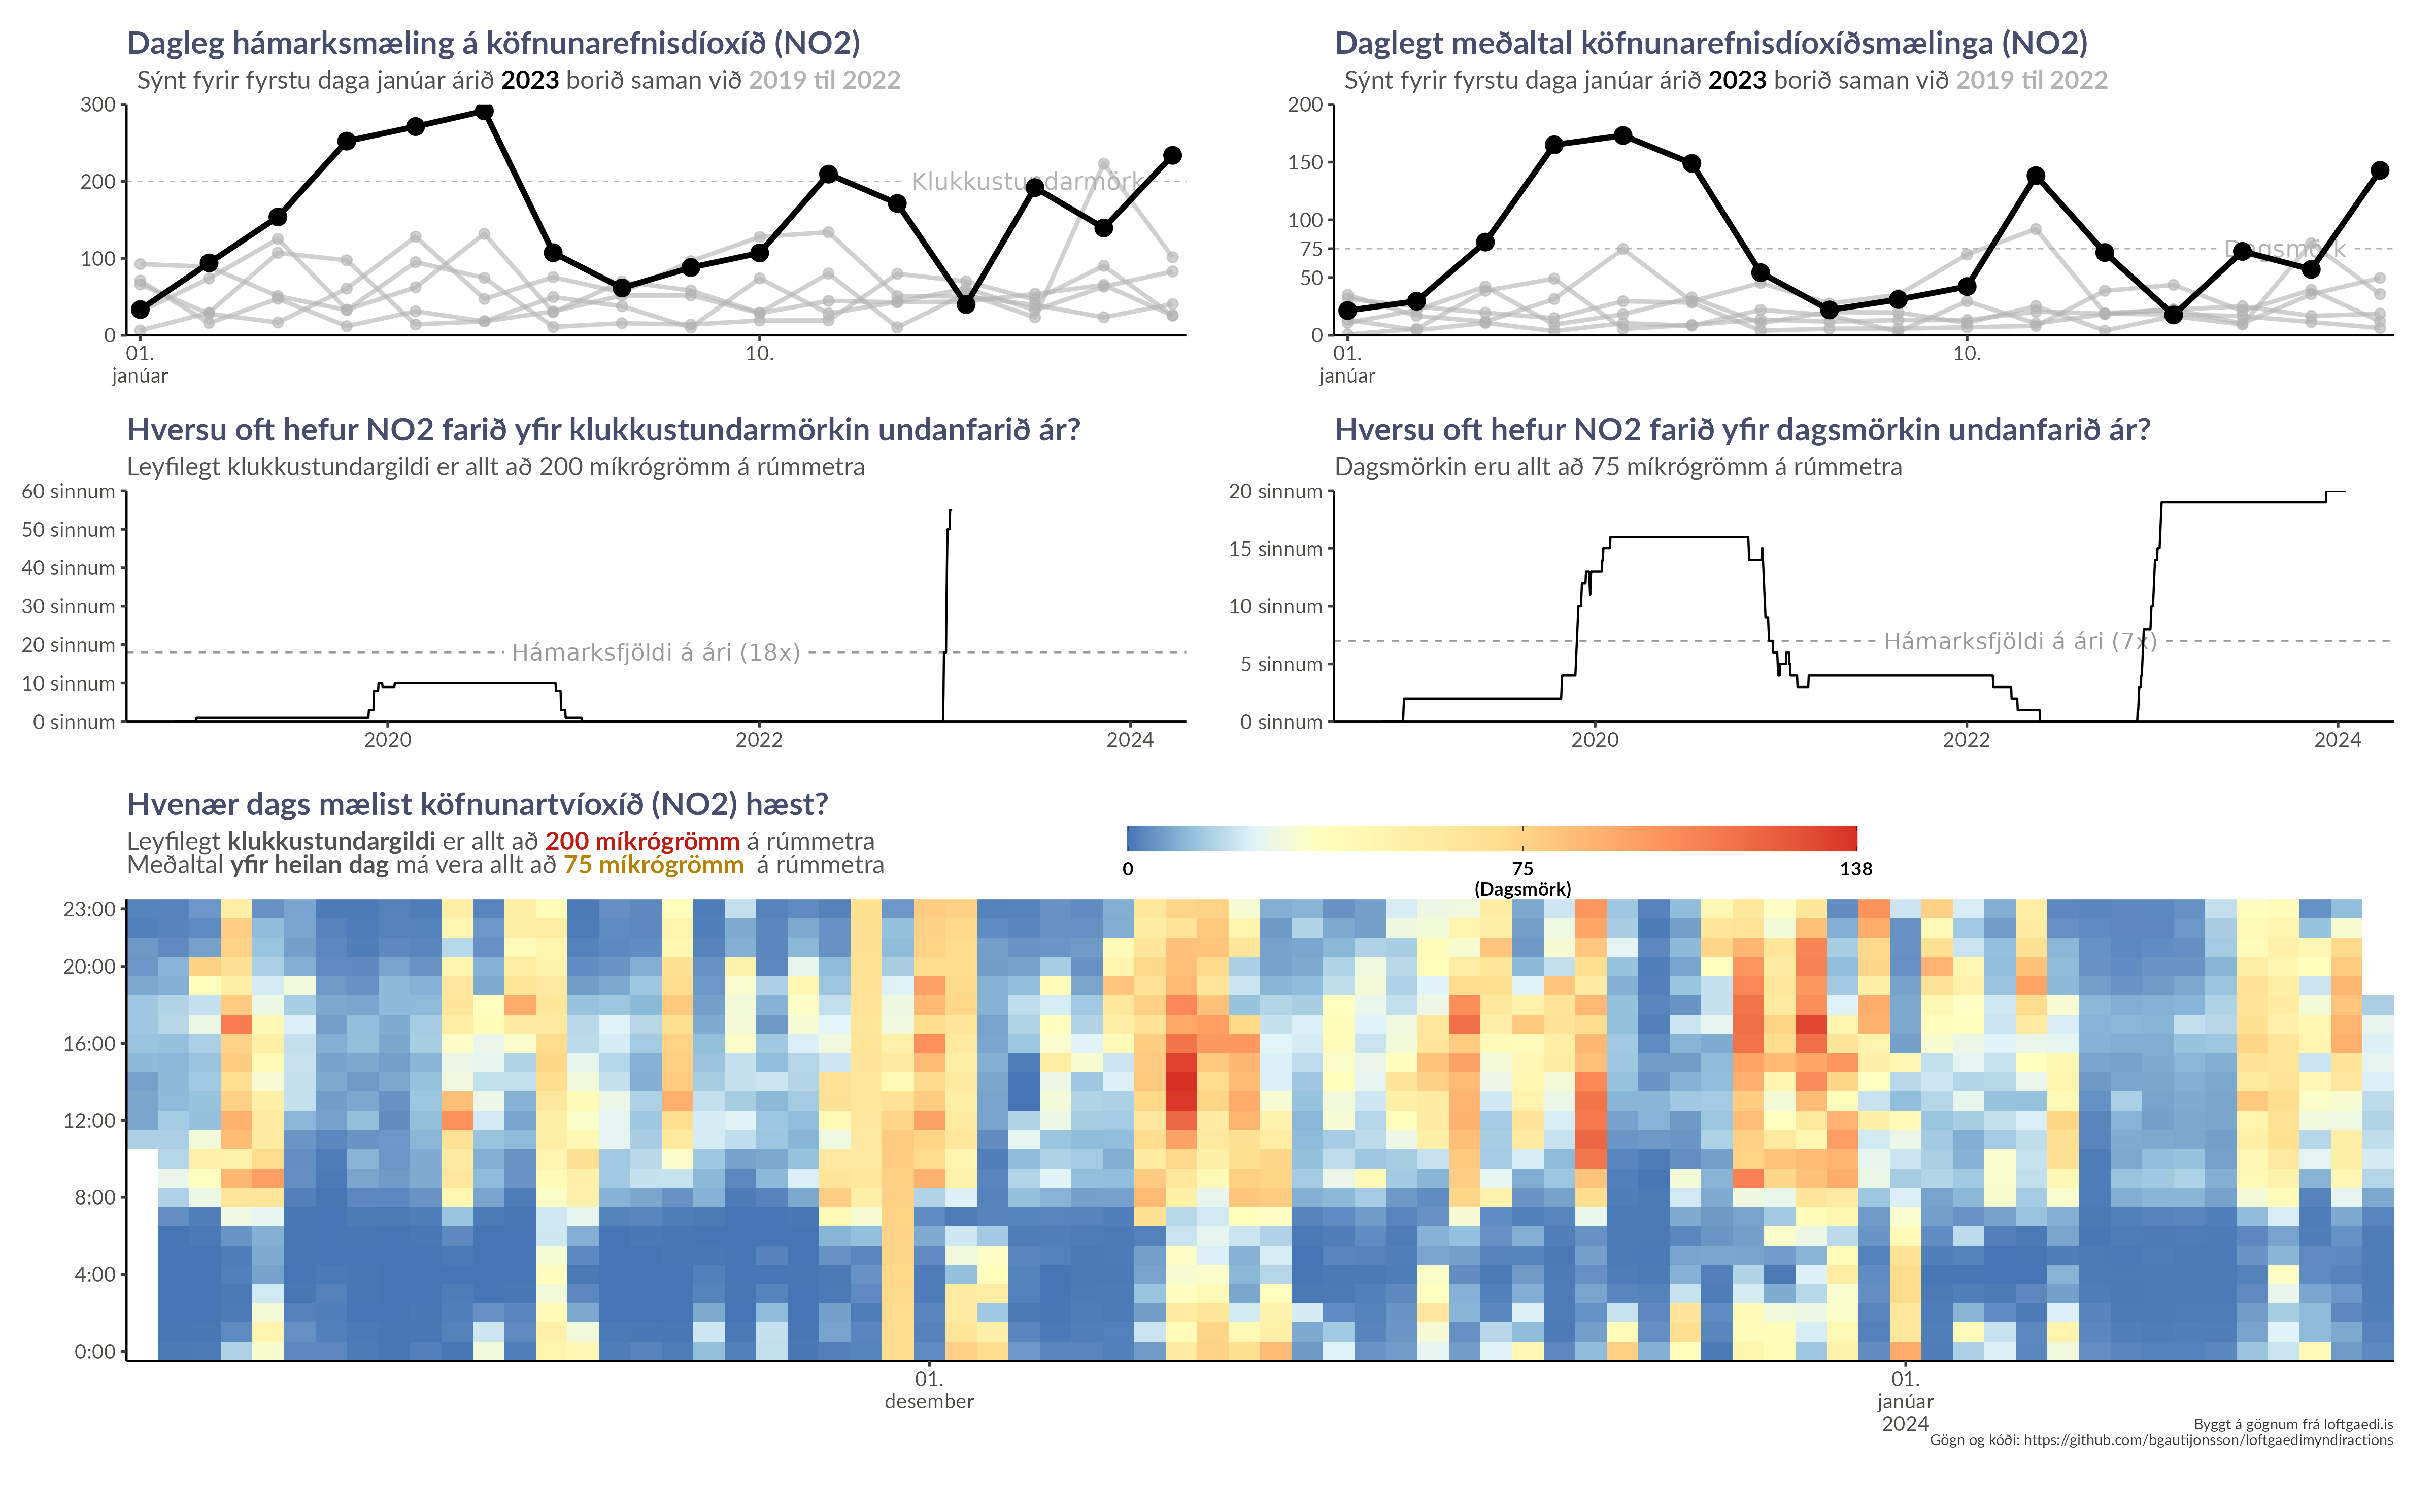 Dagleg hámarksmæling á köfnunarefnisdíoxíð (NO2)
Sýnt fyrir fyrstu daga janúar árið 2023 borið saman við 2019 til 2022
300
200
100
0
Klukkustundarmörk
01.
janúar
10.
Daglegt meðaltal köfnunarefnisdíoxíðsmælinga (NO2)
Sýnt fyrir fyrstu daga janúar árið 2023 borið saman við 2019 til 2022
200
150
100
75
50
0
Dagsmörk
01.
janúar
10.
Hversu oft hefur NO2 farið yfir klukkustundarmörkin undanfarið ár?
Leyfilegt klukkustundargildi er allt að 200 míkrógrömm á rúmmetra
60 sinnum
50 sinnum
40 sinnum
30 sinnum
20 sinnum
10 sinnum
0 sinnum
Hámarksfjöldi á ári (18x)
2020
2022
2024
Hversu oft hefur NO2 farið yfir dagsmörkin undanfarið ár?
Dagsmörkin eru allt að 75 míkrógrömm á rúmmetra
20 sinnum
15 sinnum
10 sinnum
5 sinnum
0 sinnum
Hámarksfjöldi á ári (7x)
2020
2022
2024
Hvenær dags mælist köfnunartvíoxíð (NO2) hæst?
Leyfilegt klukkustundargildi er allt að 200 míkrógrömm á rúmmetra
Meðaltal yfir heilan dag má vera allt að 75 míkrógrömm á rúmmetra
0
75
(Dagsmörk)
138
23:00
20:00
16:00
12:00
8:00
4:00
0:00
01.
desember
01.
janúar
2024
Byggt á gögnum frá loftgaedi.is
Gögn og kóði: https://github.com/bgautijonsson/loftgaedimyndiractions